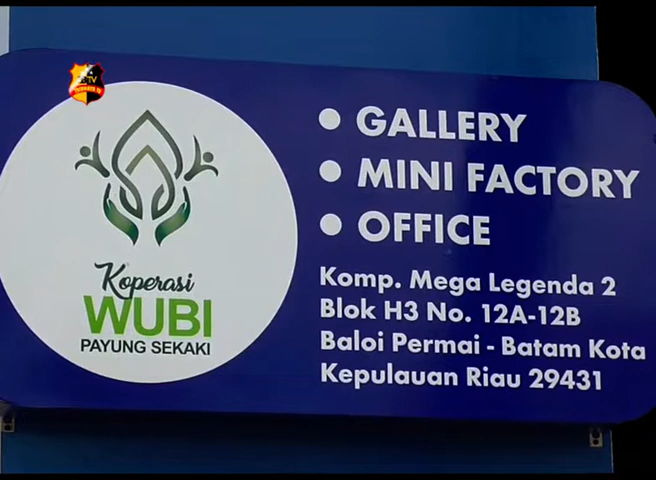 Koperasi
WUBI
PAYUNG SEKAKI
GALLERY
MINI FACTORY
OFFICE
Komp. Mega Legenda 2
Blok H3 No. 12A-12B
Baloi Permai - Batam Kota
Kepulauan Riau 29431